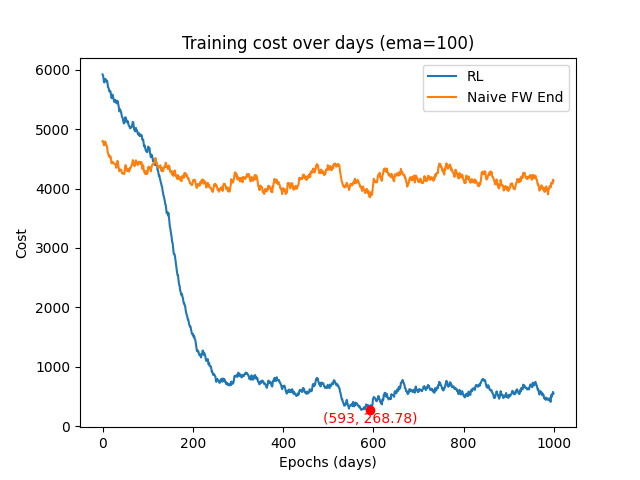 Training cost over days (ema=100)
RL
Naive FW End
6000
5000
4000
3000
2000
1000
0
Cost
(593, 268.78)
0
200
400
600
800
1000
Epochs (days)